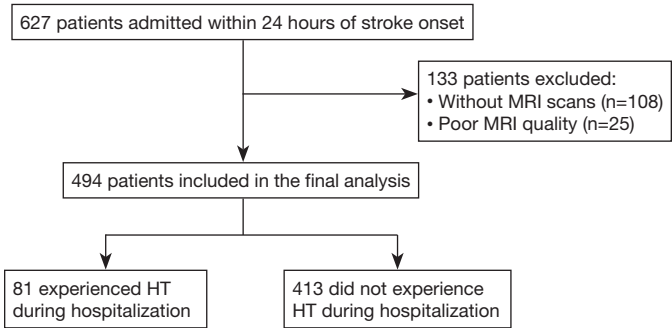 627 patients admitted within 24 hours of stroke onset
133 patients excluded:
• Without MRI scans (n=108)
• Poor MRI quality (n=25)
494 patients included in the final analysis
81 experienced HT
during hospitalization
413 did not experience
HT during hospitalization